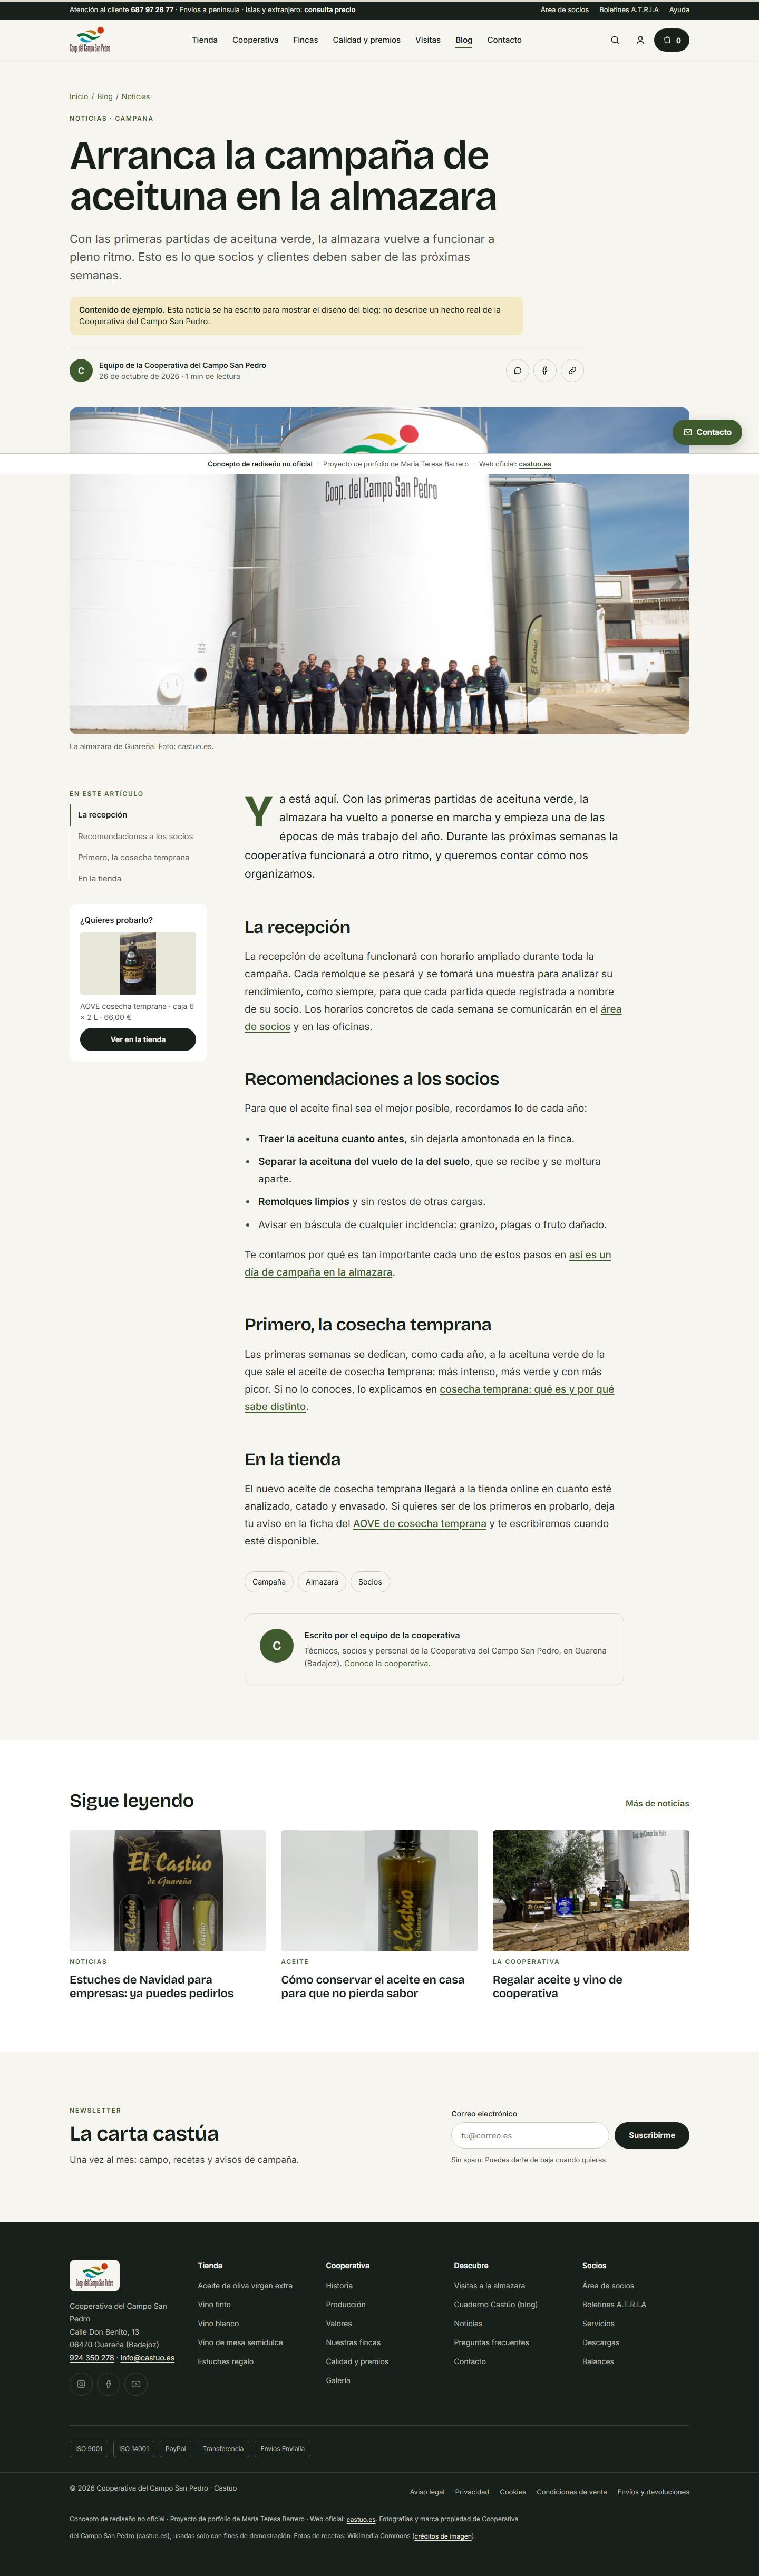 Atención al cliente 687 97 28 77 · Envíos a península · Islas y extranjero: consulta precio
Área de socios Boletines A.T.R.I.A Ayuda
Coop. del Campo San Pedro
Tienda Cooperativa Fincas Calidad y premios Visitas Blog Contacto
0
Inicio / Blog / Noticias
NOTICIAS · CAMPAÑA
Arranca la campaña de
aceituna en la almazara
Con las primeras partidas de aceituna verde, la almazara vuelve a funcionar a
pleno ritmo. Esto es lo que socios y clientes deben saber de las próximas
semanas.
Contenido de ejemplo. Esta noticia se ha escrito para mostrar el diseño del blog: no describe un hecho real de la
Cooperativa del Campo San Pedro.
C
Equipo de la Cooperativa del Campo San Pedro
26 de octubre de 2026 · 1 min de lectura
Contacto
Concepto de rediseño no oficial · Proyecto de porfolio de María Teresa Barrero · Web oficial: castuo.es
Coop. del Campo San Pedro
El Castúo
El Castúo
La almazara de Guareña. Foto: castuo.es.
EN ESTE ARTÍCULO
La recepción
Recomendaciones a los socios
Primero, la cosecha temprana
En la tienda
¿Quieres probarlo?
AOVE cosecha temprana · caja 6
× 2 L · 66,00 €
Ver en la tienda
Ya está aquí. Con las primeras partidas de aceituna verde, la
almazara ha vuelto a ponerse en marcha y empieza una de las
épocas de más trabajo del año. Durante las próximas semanas la
cooperativa funcionará a otro ritmo, y queremos contar cómo nos
organizamos.
La recepción
La recepción de aceituna funcionará con horario ampliado durante toda la
campaña. Cada remolque se pesará y se tomará una muestra para analizar su
rendimiento, como siempre, para que cada partida quede registrada a nombre
de su socio. Los horarios concretos de cada semana se comunicarán en el área
de socios y en las oficinas.
Recomendaciones a los socios
Para que el aceite final sea el mejor posible, recordamos lo de cada año:
• Traer la aceituna cuanto antes, sin dejarla amontonada en la finca.
• Separar la aceituna del vuelo de la del suelo, que se recibe y se moltura
aparte.
• Remolques limpios y sin restos de otras cargas.
• Avisar en báscula de cualquier incidencia: granizo, plagas o fruto dañado.
Te contamos por qué es tan importante cada uno de estos pasos en así es un
día de campaña en la almazara.
Primero, la cosecha temprana
Las primeras semanas se dedican, como cada año, a la aceituna verde de la
que sale el aceite de cosecha temprana: más intenso, más verde y con más
picor. Si no lo conoces, lo explicamos en cosecha temprana: qué es y por qué
sabe distinto.
En la tienda
El nuevo aceite de cosecha temprana llegará a la tienda online en cuanto esté
analizado, catado y envasado. Si quieres ser de los primeros en probarlo, deja
tu aviso en la ficha del AOVE de cosecha temprana y te escribiremos cuando
esté disponible.
Campaña Almazara Socios
C
Escrito por el equipo de la cooperativa
Técnicos, socios y personal de la Cooperativa del Campo San Pedro, en Guareña
(Badajoz). Conoce la cooperativa.
Sigue leyendo
Más de noticias
El Castúo
de Guareña
El Castúo
de Guareña
Coop. del Campo San Pedro
NOTICIAS
Estuches de Navidad para
empresas: ya puedes pedirlos
ACEITE
Cómo conservar el aceite en casa
para que no pierda sabor
LA COOPERATIVA
Regalar aceite y vino de
cooperativa
NEWSLETTER
La carta castúa
Una vez al mes: campo, recetas y avisos de campaña.
Correo electrónico
tu@correo.es
Suscribirme
Sin spam. Puedes darte de baja cuando quieras.
Coop. del Campo San Pedro
Cooperativa del Campo San
Pedro
Calle Don Benito, 13
06470 Guareña (Badajoz)
924 350 278 · info@castuo.es
Tienda
Aceite de oliva virgen extra
Vino tinto
Vino blanco
Vino de mesa semidulce
Estuches regalo
Cooperativa
Historia
Producción
Valores
Nuestras fincas
Calidad y premios
Galería
Descubre
Visitas a la almazara
Cuaderno Castúo (blog)
Noticias
Preguntas frecuentes
Contacto
Socios
Área de socios
Boletines A.T.R.I.A
Servicios
Descargas
Balances
ISO 9001 ISO 14001 PayPal Transferencia Envíos Envialia
© 2026 Cooperativa del Campo San Pedro · Castuo
Aviso legal Privacidad Cookies Condiciones de venta Envíos y devoluciones
Concepto de rediseño no oficial · Proyecto de porfolio de María Teresa Barrero · Web oficial: castuo.es. Fotografías y marca propiedad de Cooperativa
del Campo San Pedro (castuo.es), usadas solo con fines de demostración. Fotos de recetas: Wikimedia Commons (créditos de imagen).